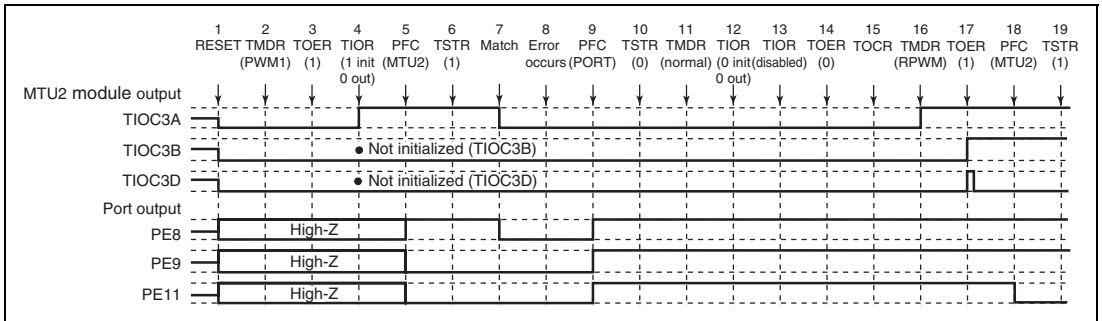 1 2 3 4 5 6 7 8 9 10 11 12 13 14 15 16 17 18 19
RESET TMDR TOER TIOR PFC TSTR Match Error PFC TSTR TMDR TIOR TIOR TOER TOCR TMDR TOER PFC TSTR
(PWM1) (1) (1 init (MTU2) (1) occurs (PORT) (0) (normal) (0 init (disabled) (0) (RPWM) (1) (MTU2) (1)
0 out) 0 out)
MTU2 module output
TIOC3A
TIOC3B • Not initialized (TIOC3B)
TIOC3D • Not initialized (TIOC3D)
Port output
PE8 High-Z
PE9 High-Z
PE11 High-Z